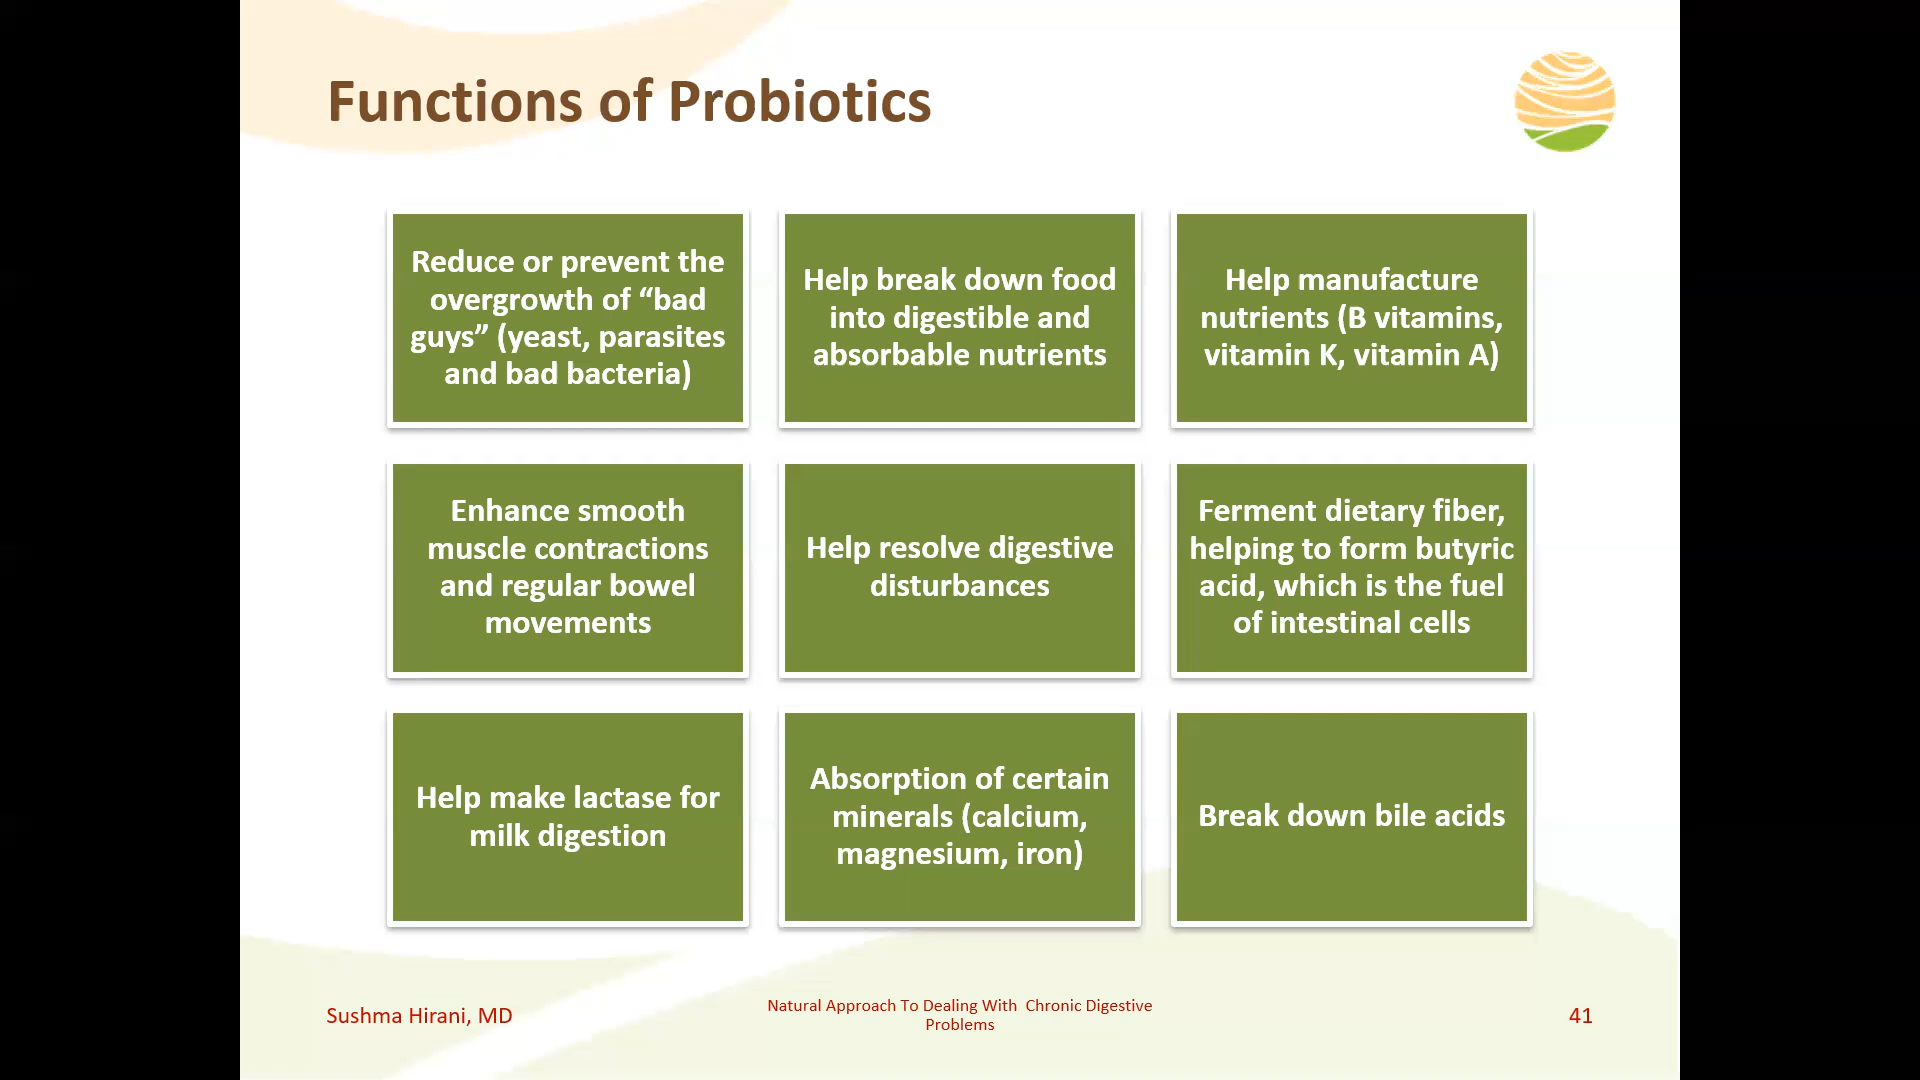 Functions of Probiotics
Reduce or prevent the
overgrowth of “bad
guys” (yeast, parasites
and bad bacteria)
Help break down food
into digestible and
absorbable nutrients
Help manufacture
nutrients (B vitamins,
vitamin K, vitamin A)
Enhance smooth
muscle contractions
and regular bowel
movements
Help resolve digestive
disturbances
Ferment dietary fiber,
helping to form butyric
acid, which is the fuel
of intestinal cells
Help make lactase for
milk digestion
Absorption of certain
minerals (calcium,
magnesium, iron)
Break down bile acids
Sushma Hirani, MD
Natural Approach To Dealing With  Chronic Digestive
Problems
41